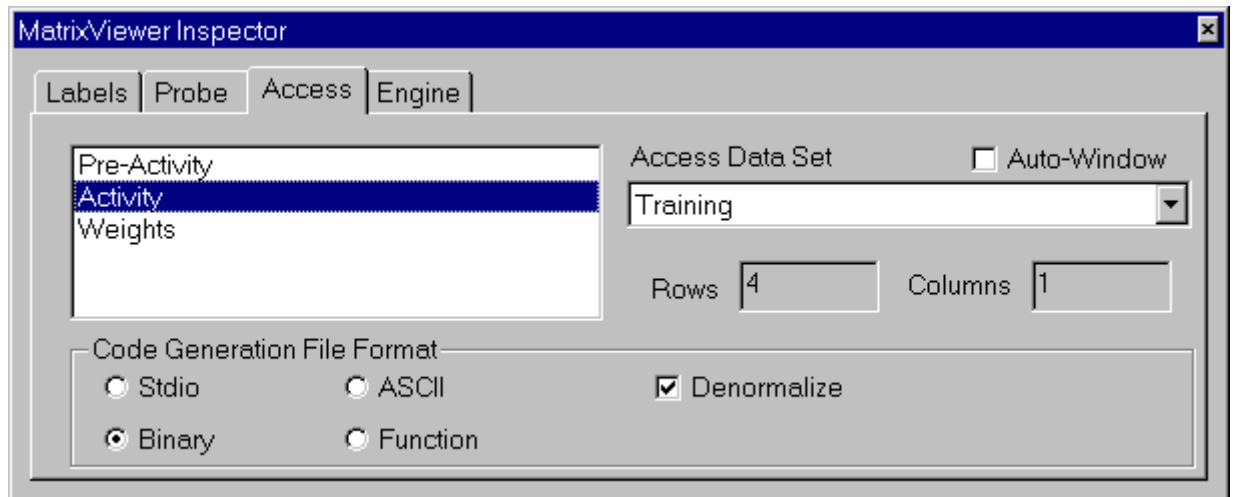 MatrixViewer Inspector
Labels Probe Access Engine
Pre-Activity
Activity
Weights
Access Data Set Auto-Window
Training
Rows 4 Columns 1
Code Generation File Format
Stdio ASCII Denormalize
Binary Function